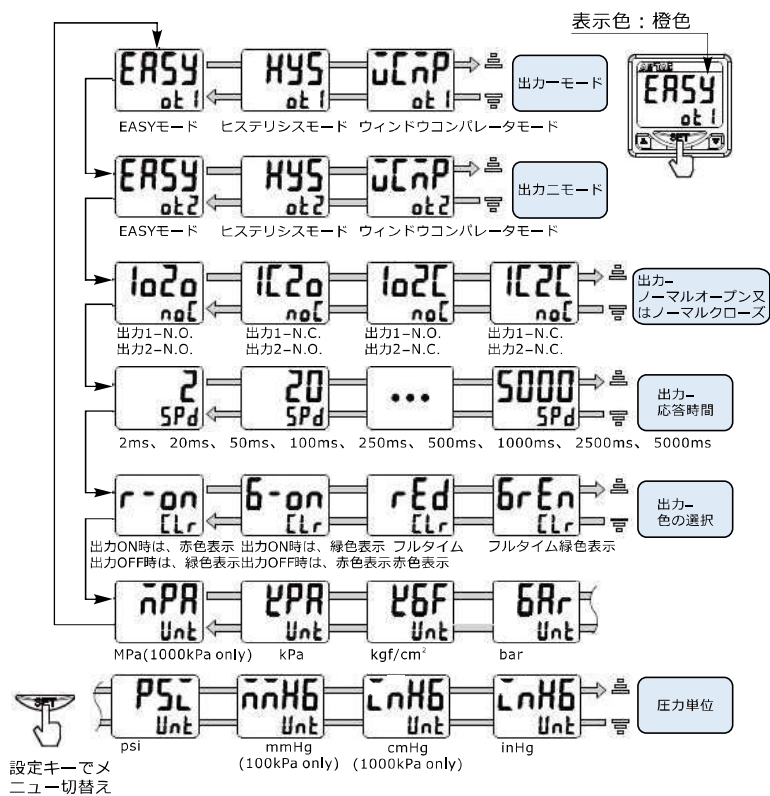 表示色：橙色
EASY
ot1
EASY
ot1
HYS
ot1
ot1
出力一モード
SET
EASYモード
ヒステリシスモード
ウィンドウコンパレータモード
EASY
ot2
HYS
ot2
ot2
出力二モード
EASYモード
ヒステリシスモード
ウィンドウコンパレータモード
1o2o
noC
1C2o
noC
1o2C
noC
1C2C
noC
出力–
ノーマルオープン又
はノーマルクローズ
出力1–N.O.
出力2–N.O.
出力1–N.C.
出力2–N.O.
出力1–N.O.
出力2–N.C.
出力1–N.C.
出力2–N.C.
2
SPd
20
SPd
•••
5000
SPd
出力–
応答時間
2ms、 20ms、 50ms、 100ms、 250ms、 500ms、 1000ms、 2500ms、 5000ms
r-on
CLr
G-on
CLr
rEd
CLr
GrEn
CLr
出力–
色の選択
出力ON時は、赤色表示
出力OFF時は、緑色表示
出力ON時は、緑色表示
出力OFF時は、赤色表示
フルタイム
赤色表示
フルタイム緑色表示
MPA
Unt
KPA
Unt
KGF
Unt
bAr
Unt
MPa(1000kPa only)
kPa
kgf/cm²
bar
SET
設定キーでメ
ニュー切替え
PSi
Unt
mmHG
Unt
Unt
inHG
Unt
圧力単位
psi
mmHg
(100kPa only)
cmHg
(1000kPa only)
inHg